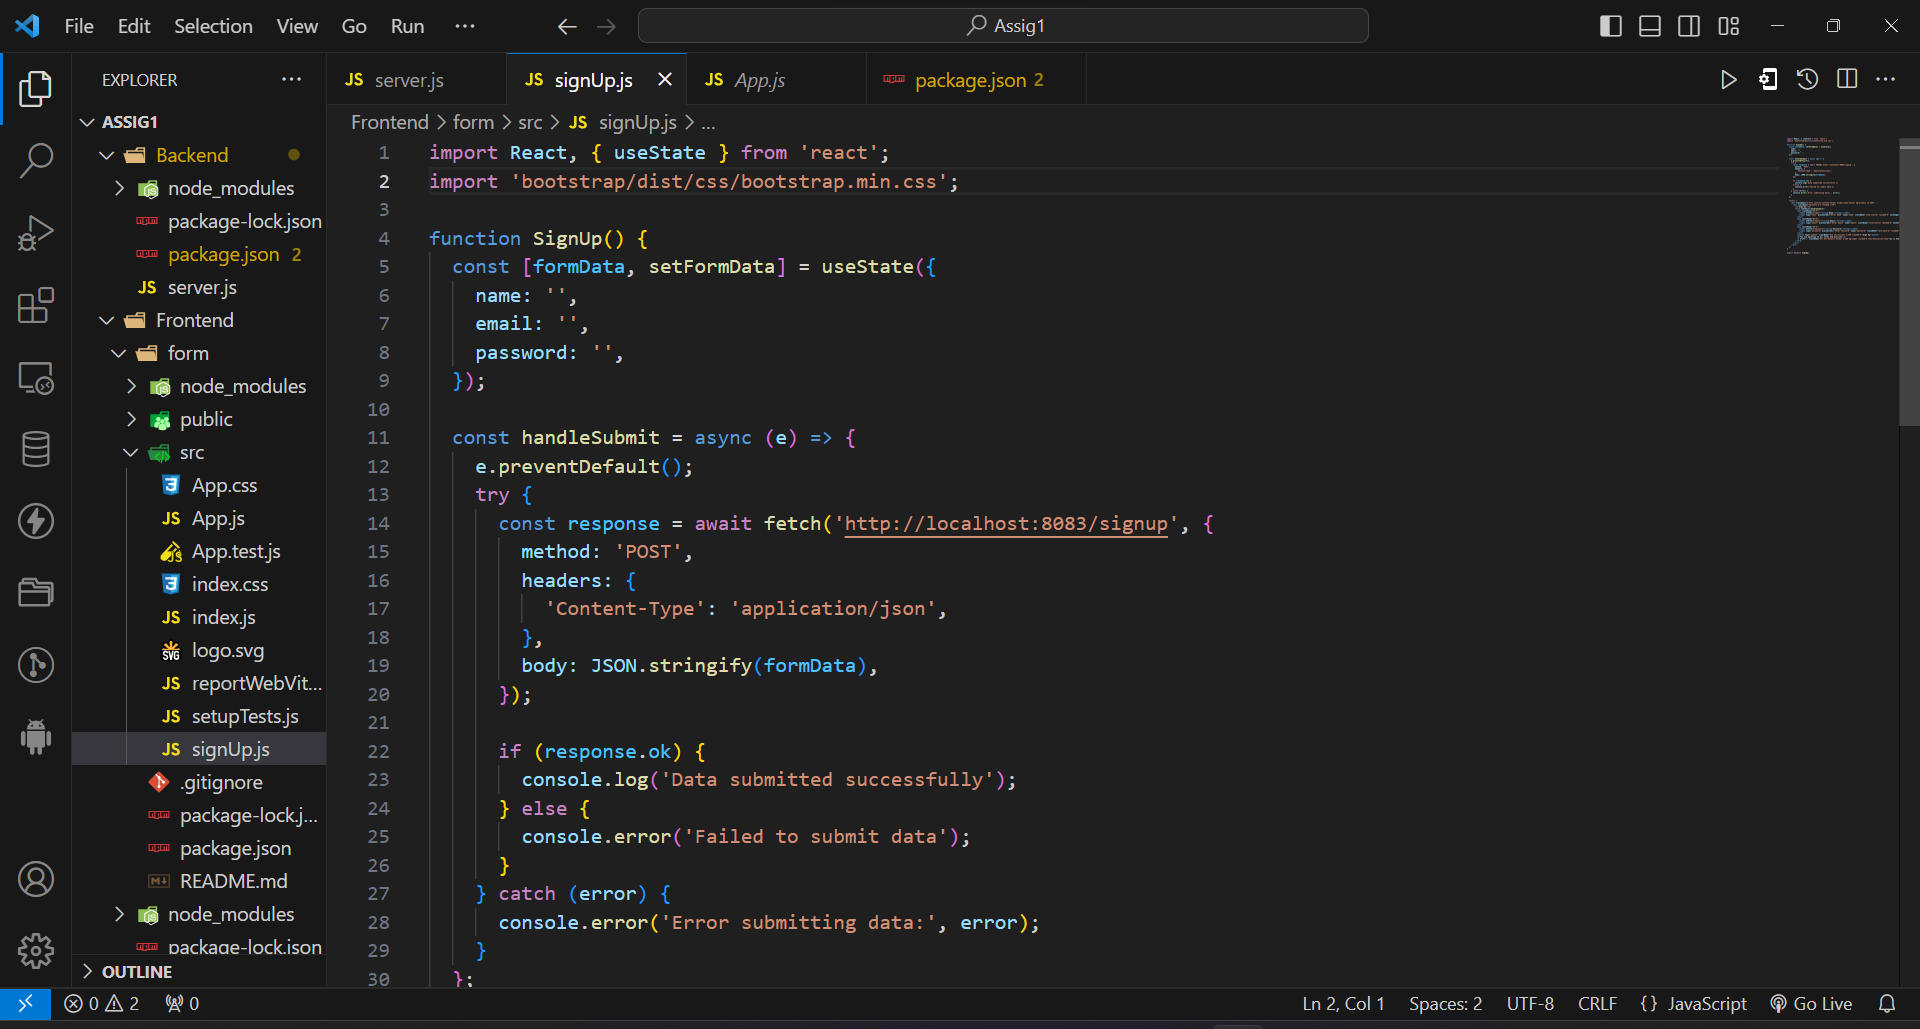 File Edit Selection View Go Run ··· Assig1
EXPLORER ···
ASSIG1
Backend
node_modules
package-lock.json
package.json 2
server.js
Frontend
form
node_modules
public
src
App.css
App.js
App.test.js
index.css
index.js
logo.svg
reportWebVit...
setupTests.js
signUp.js
.gitignore
package-lock.j...
package.json
README.md
node_modules
package-lock.json
OUTLINE
JS server.js JS signUp.js JS App.js package.json 2
Frontend > form > src > JS signUp.js > ...
1 import React, { useState } from 'react';
2 import 'bootstrap/dist/css/bootstrap.min.css';
3
4 function SignUp() {
5 const [formData, setFormData] = useState({
6 name: '',
7 email: '',
8 password: '',
9 });
10
11 const handleSubmit = async (e) => {
12 e.preventDefault();
13 try {
14 const response = await fetch('http://localhost:8083/signup', {
15 method: 'POST',
16 headers: {
17 'Content-Type': 'application/json',
18 },
19 body: JSON.stringify(formData),
20 });
21
22 if (response.ok) {
23 console.log('Data submitted successfully');
24 } else {
25 console.error('Failed to submit data');
26 }
27 } catch (error) {
28 console.error('Error submitting data:', error);
29 }
30 };
0 2 0 Ln 2, Col 1 Spaces: 2 UTF-8 CRLF {} JavaScript Go Live